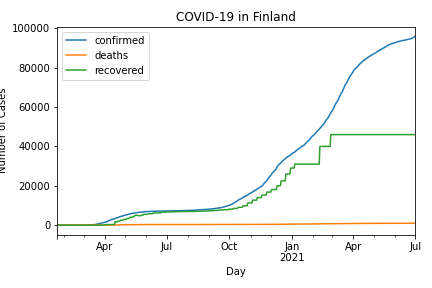 COVID-19 in Finland
confirmed
deaths
recovered
100000
80000
60000
40000
20000
0
Number of Cases
Apr
Jul
Oct
Jan
2021
Apr
Jul
Day